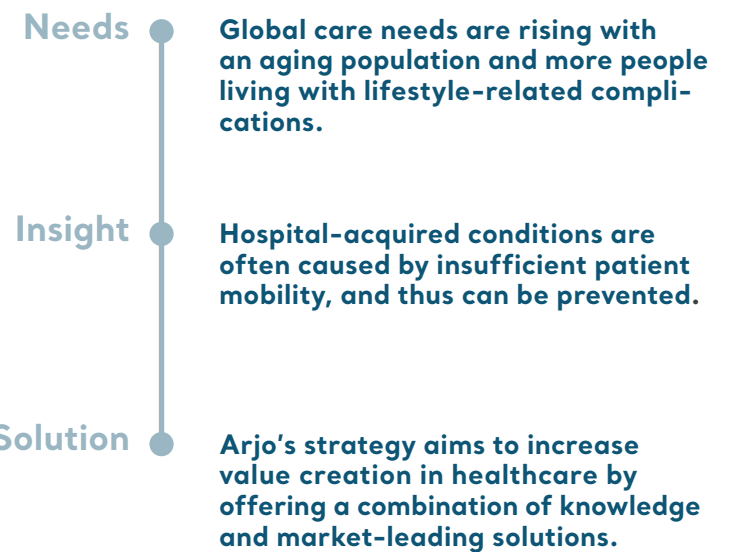 Needs
Global care needs are rising with
an aging population and more people
living with lifestyle-related compli-
cations.
Insight
Hospital-acquired conditions are
often caused by insufficient patient
mobility, and thus can be prevented.
Solution
Arjo’s strategy aims to increase
value creation in healthcare by
offering a combination of knowledge
and market-leading solutions.